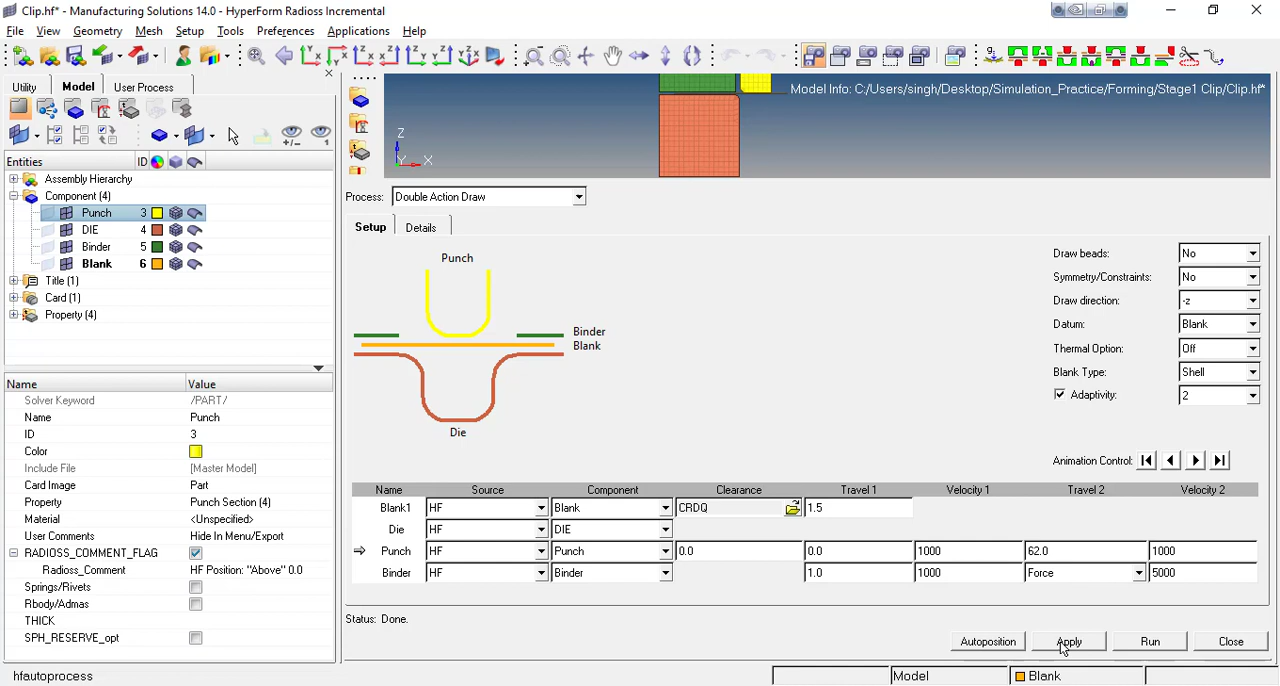 Clip.hf* - Manufacturing Solutions 14.0 - HyperForm Radioss Incremental
File View Geometry Mesh Setup Tools Preferences Applications Help
Utility Model User Process
Model Info: C:/Users/singh/Desktop/Simulation_Practice/Forming/Stage1 Clip/Clip.hf*
Z
Y X
Entities ID
Assembly Hierarchy
Component (4)
Punch 3
DIE 4
Binder 5
Blank 6
Title (1)
Card (1)
Property (4)
Name Value
Solver Keyword /PART/
Name Punch
ID 3
Color
Include File [Master Model]
Card Image Part
Property Punch Section (4)
Material <Unspecified>
User Comments Hide In Menu/Export
RADIOSS_COMMENT_FLAG
Radioss_Comment HF Position: "Above" 0.0
Springs/Rivets
Rbody/Admas
THICK
SPH_RESERVE_opt
Process: Double Action Draw
Setup Details
Punch
Binder
Blank
Die
Draw beads: No
Symmetry/Constraints: No
Draw direction: -z
Datum: Blank
Thermal Option: Off
Blank Type: Shell
Adaptivity: 2
Animation Control:
Name Source Component Clearance Travel 1 Velocity 1 Travel 2 Velocity 2
Blank1 HF Blank CRDQ 1.5
Die HF DIE
Punch HF Punch 0.0 0.0 1000 62.0 1000
Binder HF Binder 1.0 1000 Force 5000
Status: Done.
Autoposition Apply Run Close
hfautoprocess Model Blank